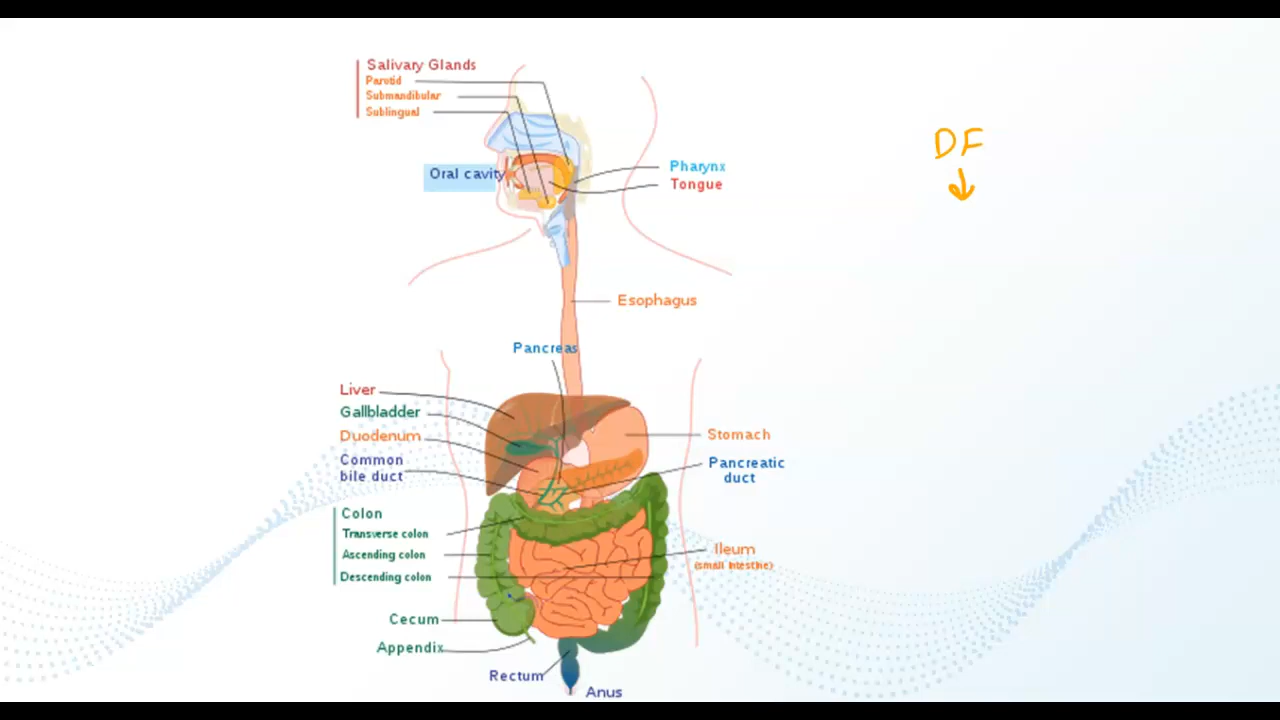 Salivary Glands
Parotid
Submandibular
Sublingual
Oral cavity
Pharynx
Tongue
DF
Esophagus
Pancreas
Liver
Gallbladder
Duodenum
Common
bile duct
Stomach
Pancreatic
duct
Colon
Transverse colon
Ascending colon
Descending colon
Ileum
(small intestine)
Cecum
Appendix
Rectum
Anus